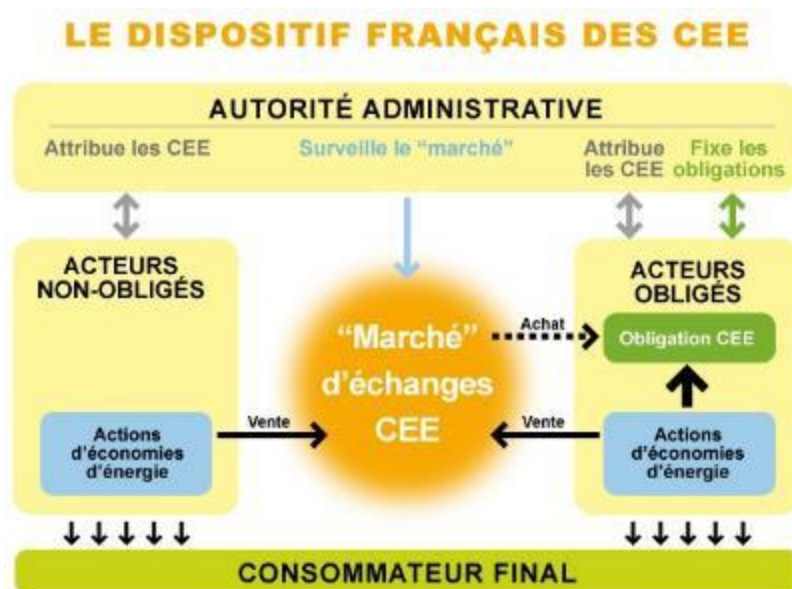 LE DISPOSITIF FRANÇAIS DES CEE
AUTORITÉ ADMINISTRATIVE
Attribue les CEE
Surveille le “marché”
Attribue
les CEE
Fixe les
obligations
ACTEURS
NON-OBLIGÉS
Actions
d’économies
d’énergie
Vente
“Marché”
d’échanges
CEE
Achat
Vente
ACTEURS
OBLIGÉS
Obligation CEE
Actions
d’économies
d’énergie
CONSOMMATEUR FINAL